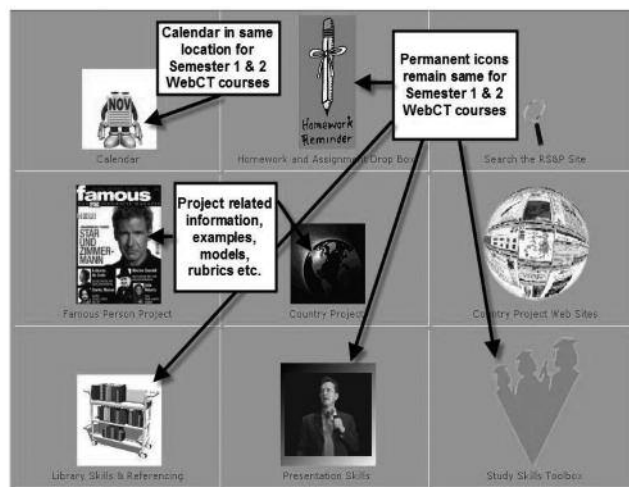 Calendar in same
location for
Semester 1 & 2
WebCT courses
Permanent icons
remain same for
Semester 1 & 2
WebCT courses
NOV
Homework
Reminder
Calendar
Homework and Assignment Drop Box
Search the RS&P Site
famous
STAR
UND
ZIMMER-
MANN
Project related
information,
examples,
models,
rubrics etc.
Famous Person Project
Country Project
Country Project Web Sites
Library Skills & Referencing
Presentation Skills
Study Skills Toolbox